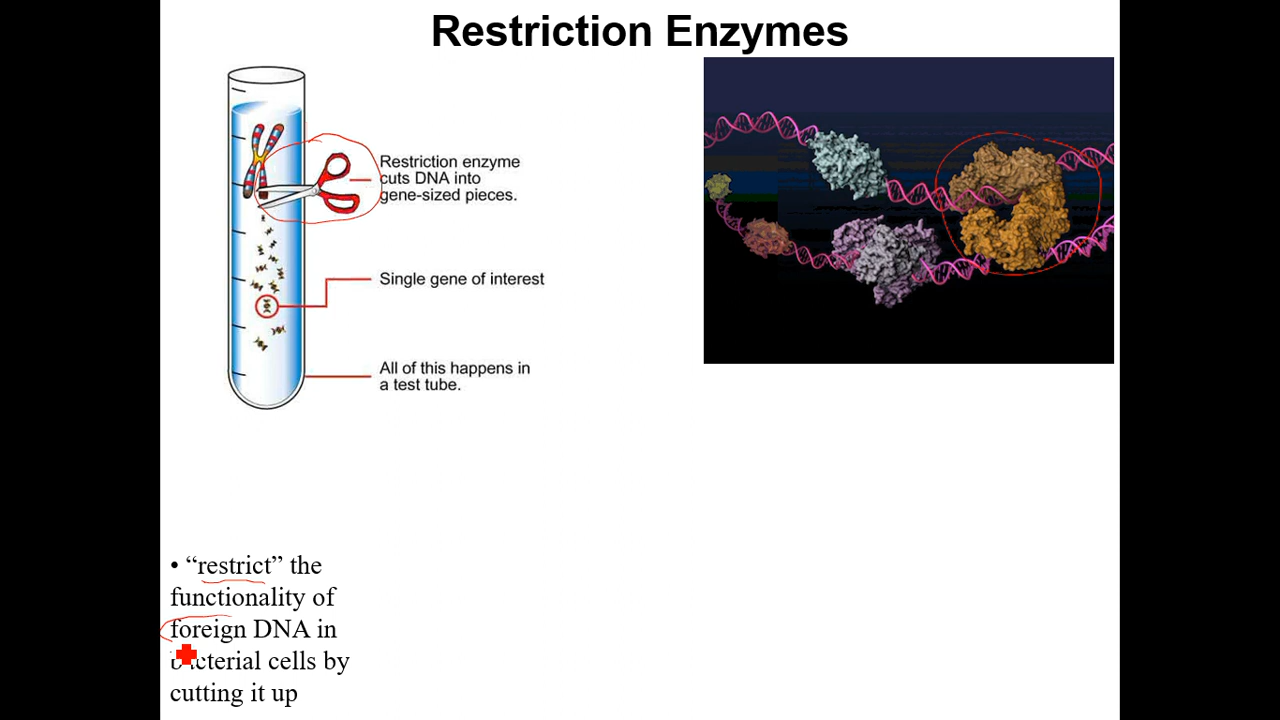 Restriction Enzymes
Restriction enzyme
cuts DNA into
gene-sized pieces.
Single gene of interest
All of this happens in
a test tube.
• “restrict” the
functionality of
foreign DNA in
bacterial cells by
cutting it up